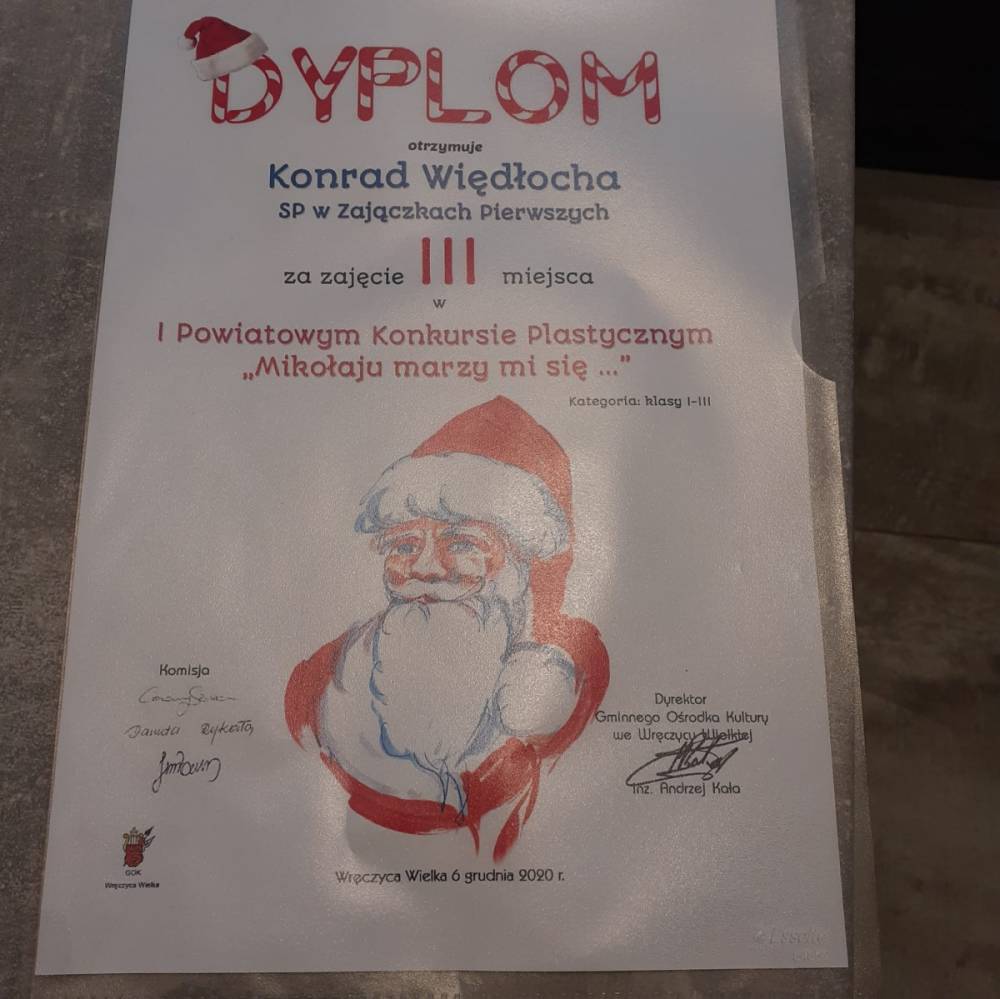 DYPLOM
otrzymuje
Konrad Więdłocha
SP w Zajączkach Pierwszych
za zajęcie III miejsca
w
I Powiatowym Konkursie Plastycznym
„Mikołaju marzy mi się ..."
Kategoria: klasy I-III
Komisja
Danuta
Dyrektor
Gminnego Ośrodka Kultury
we Wręczycy Wielkiej
inż. Andrzej Kała
GOK
Wręczyca Wielka
Wręczyca Wielka 6 grudnia 2020 r.
Esselte